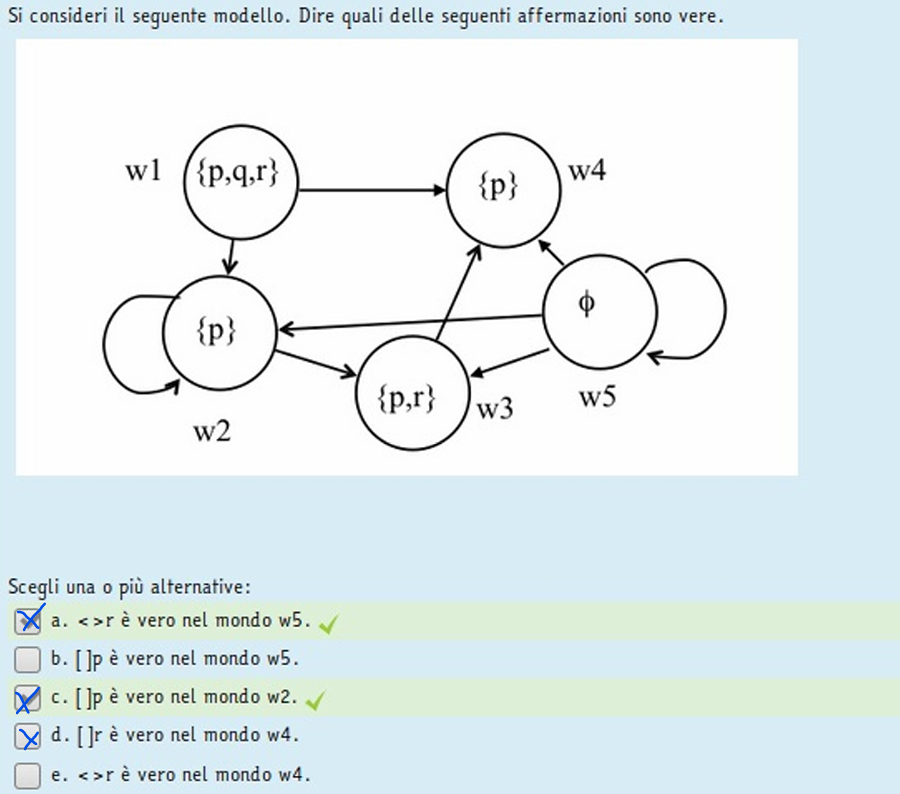 Si consideri il seguente modello. Dire quali delle seguenti affermazioni sono vere.
w1 {p,q,r}
{p} w4
{p}
ϕ
{p,r}
w3
w5
w2
Scegli una o più alternative:
a. <>r è vero nel mondo w5.
b. []p è vero nel mondo w5.
c. []p è vero nel mondo w2.
d. []r è vero nel mondo w4.
e. <>r è vero nel mondo w4.